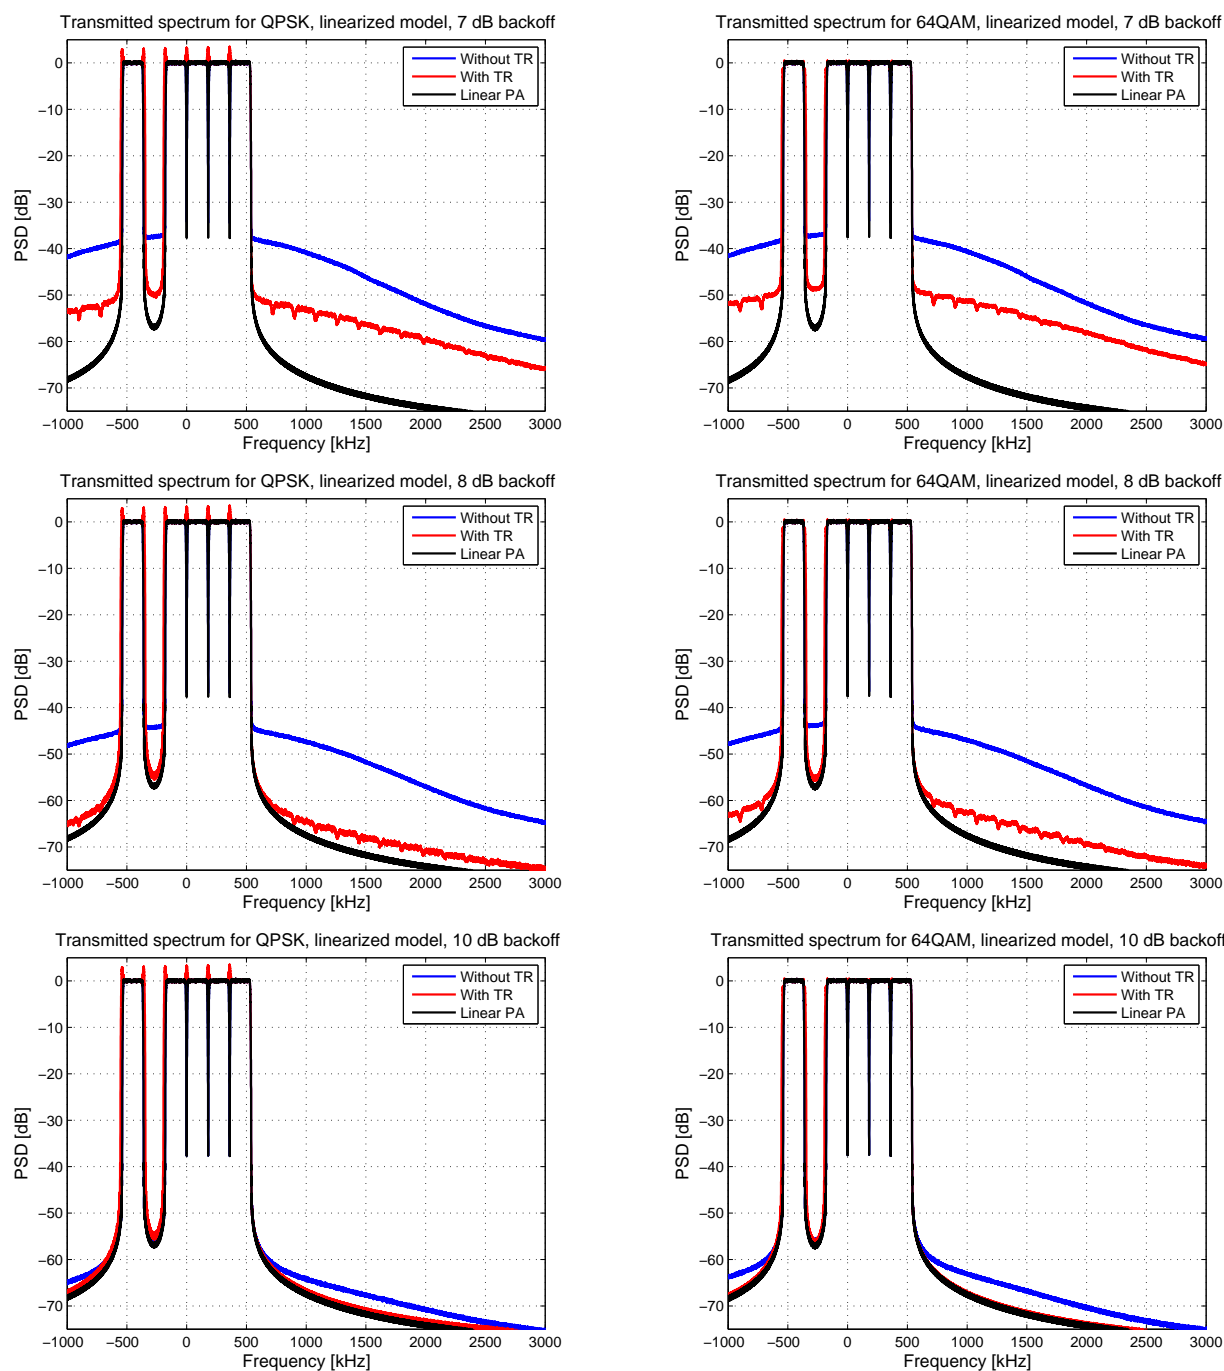 Transmitted spectrum for QPSK, linearized model, 7 dB backoff
PSD [dB]
0
−10
−20
−30
−40
−50
−60
−70
−1000 −500 0 500 1000 1500 2000 2500 3000
Frequency [kHz]
Without TR
With TR
Linear PA
Transmitted spectrum for 64QAM, linearized model, 7 dB backoff
PSD [dB]
0
−10
−20
−30
−40
−50
−60
−70
−1000 −500 0 500 1000 1500 2000 2500 3000
Frequency [kHz]
Without TR
With TR
Linear PA
Transmitted spectrum for QPSK, linearized model, 8 dB backoff
PSD [dB]
0
−10
−20
−30
−40
−50
−60
−70
−1000 −500 0 500 1000 1500 2000 2500 3000
Frequency [kHz]
Without TR
With TR
Linear PA
Transmitted spectrum for 64QAM, linearized model, 8 dB backoff
PSD [dB]
0
−10
−20
−30
−40
−50
−60
−70
−1000 −500 0 500 1000 1500 2000 2500 3000
Frequency [kHz]
Without TR
With TR
Linear PA
Transmitted spectrum for QPSK, linearized model, 10 dB backoff
PSD [dB]
0
−10
−20
−30
−40
−50
−60
−70
−1000 −500 0 500 1000 1500 2000 2500 3000
Frequency [kHz]
Without TR
With TR
Linear PA
Transmitted spectrum for 64QAM, linearized model, 10 dB backoff
PSD [dB]
0
−10
−20
−30
−40
−50
−60
−70
−1000 −500 0 500 1000 1500 2000 2500 3000
Frequency [kHz]
Without TR
With TR
Linear PA